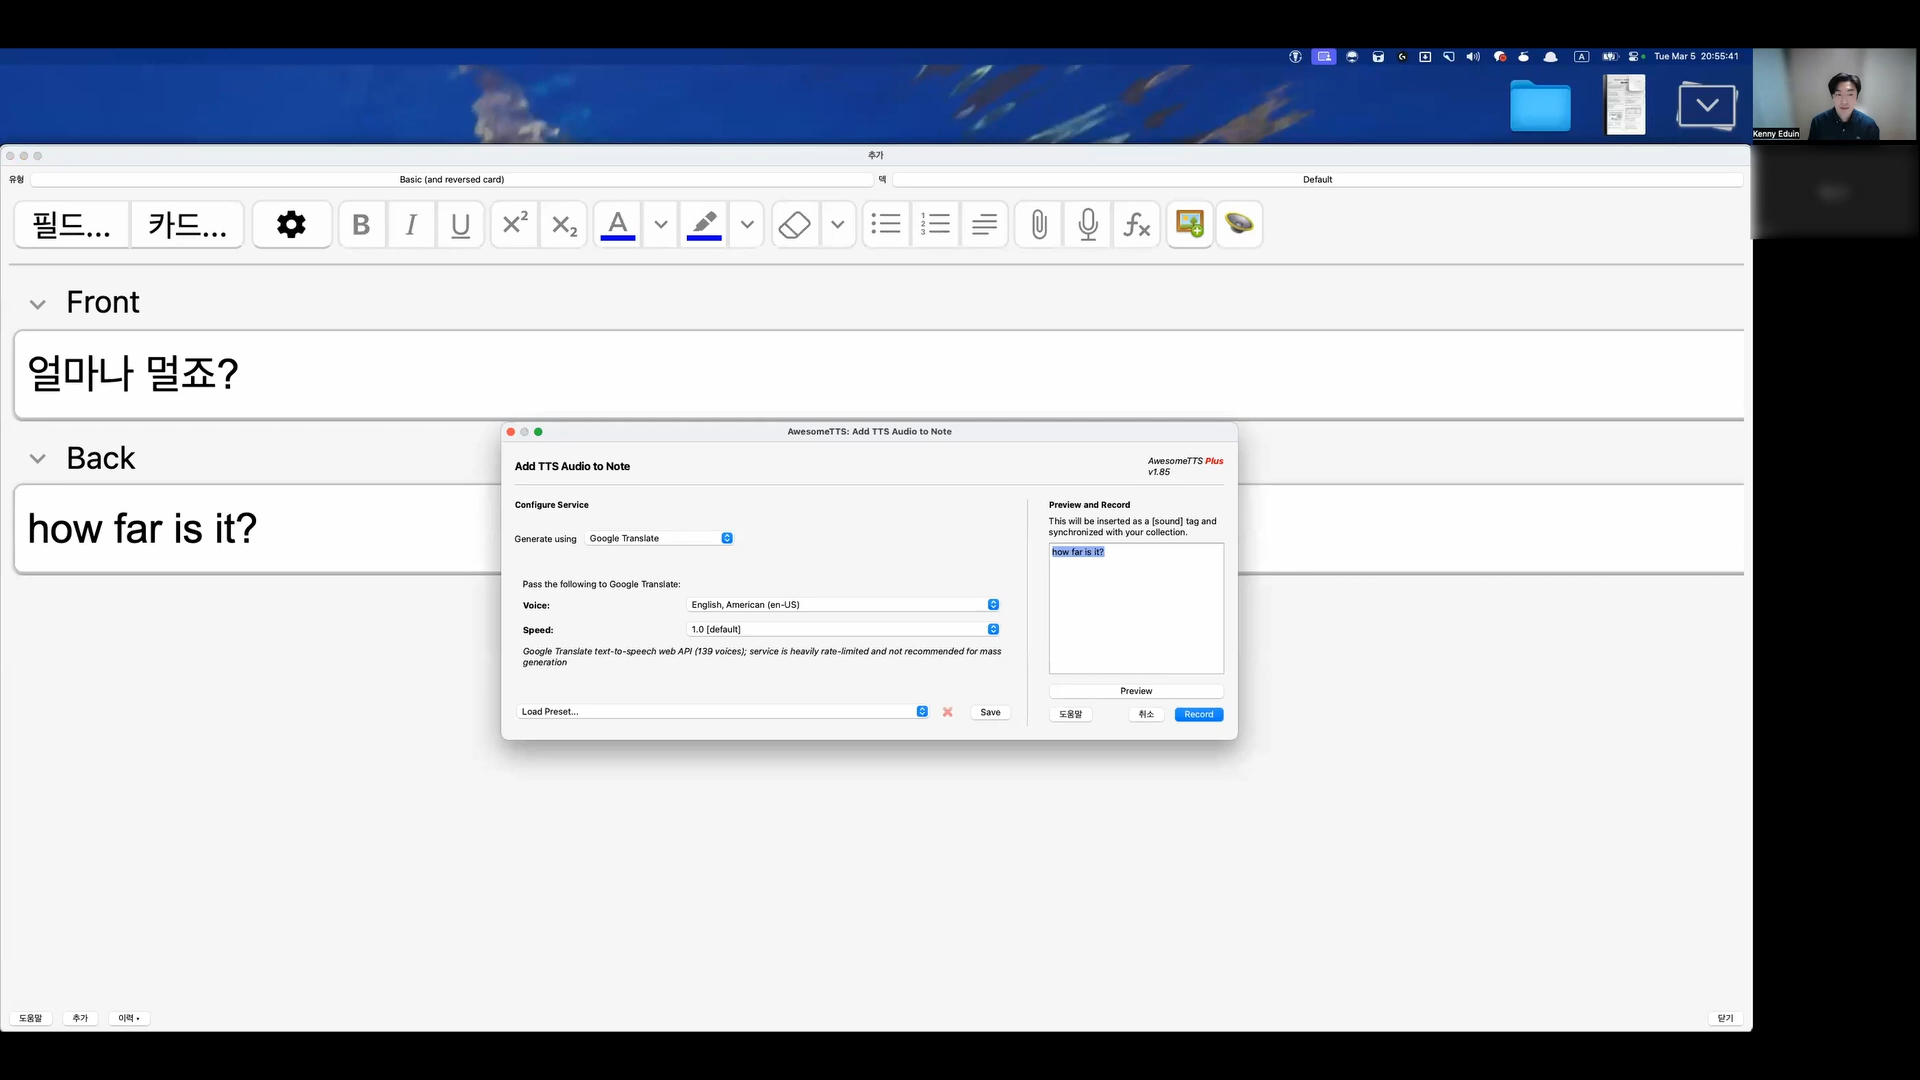 Tue Mar 5 20:55:41
Kenny Eduin
추가
유형 Basic (and reversed card) 덱 Default
필드... 카드... B I U X² X₂ A fx
Front
얼마나 멀죠?
Back
how far is it?
AwesomeTTS: Add TTS Audio to Note
Add TTS Audio to Note
AwesomeTTS Plus
v1.85
Configure Service
Generate using Google Translate
Pass the following to Google Translate:
Voice: English, American (en-US)
Speed: 1.0 [default]
Google Translate text-to-speech web API (139 voices); service is heavily rate-limited and not recommended for mass
generation
Load Preset... Save
Preview and Record
This will be inserted as a [sound] tag and
synchronized with your collection.
how far is it?
Preview
도움말 취소 Record
도움말 추가 이력 닫기